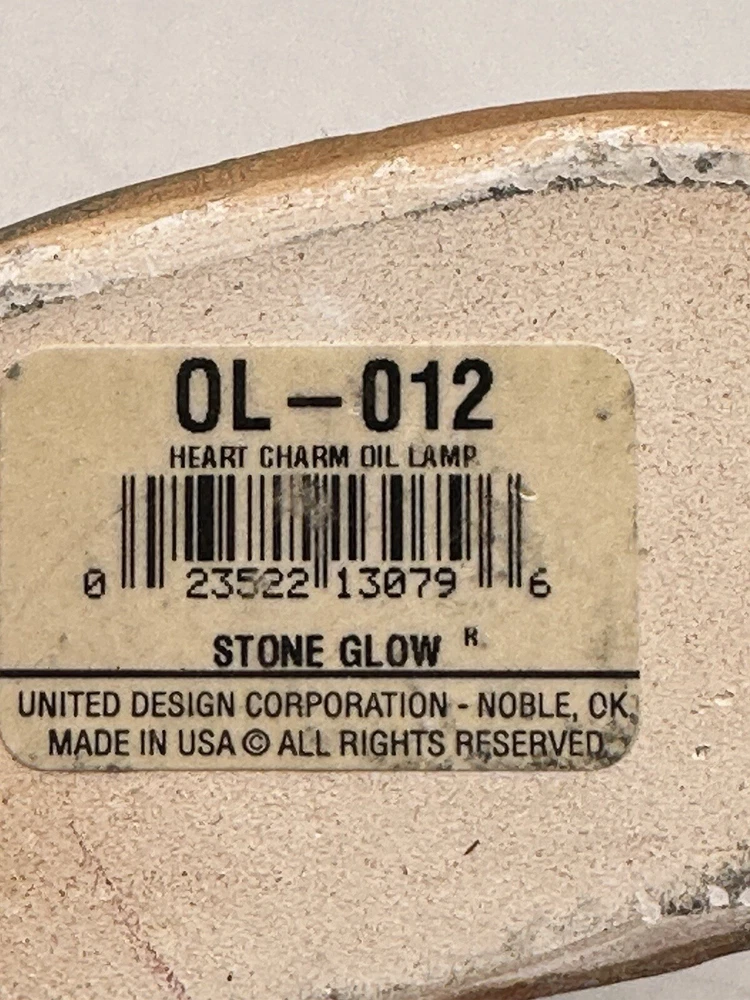 OL-012
HEART CHARM OIL LAMP
0 23522 13079 6
STONE GLOW R
UNITED DESIGN CORPORATION - NOBLE, OK.
MADE IN USA © ALL RIGHTS RESERVED.